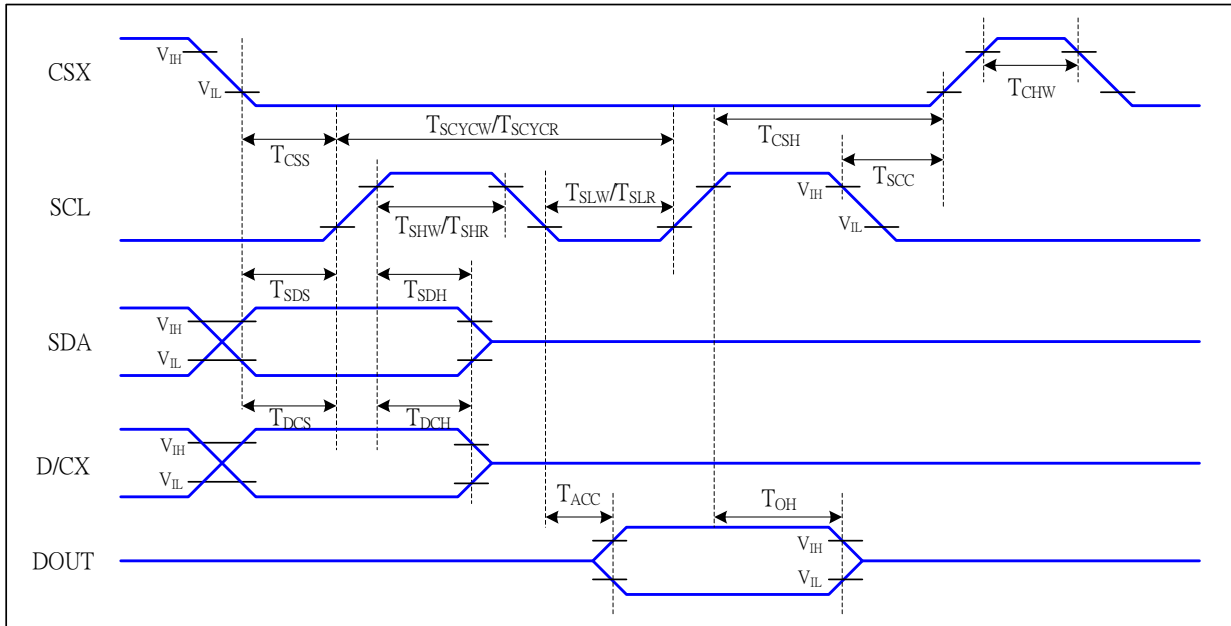 CSX
VIH
VIL
TCHW
TSCYCW/TSCYCR
TCSS
TCSH
TSCC
SCL
TSHW/TSHR
TSLW/TSLR
VIH
VIL
TSDS
TSDH
SDA
VIH
VIL
TDCS
TDCH
D/CX
VIH
VIL
TACC
TOH
DOUT
VIH
VIL